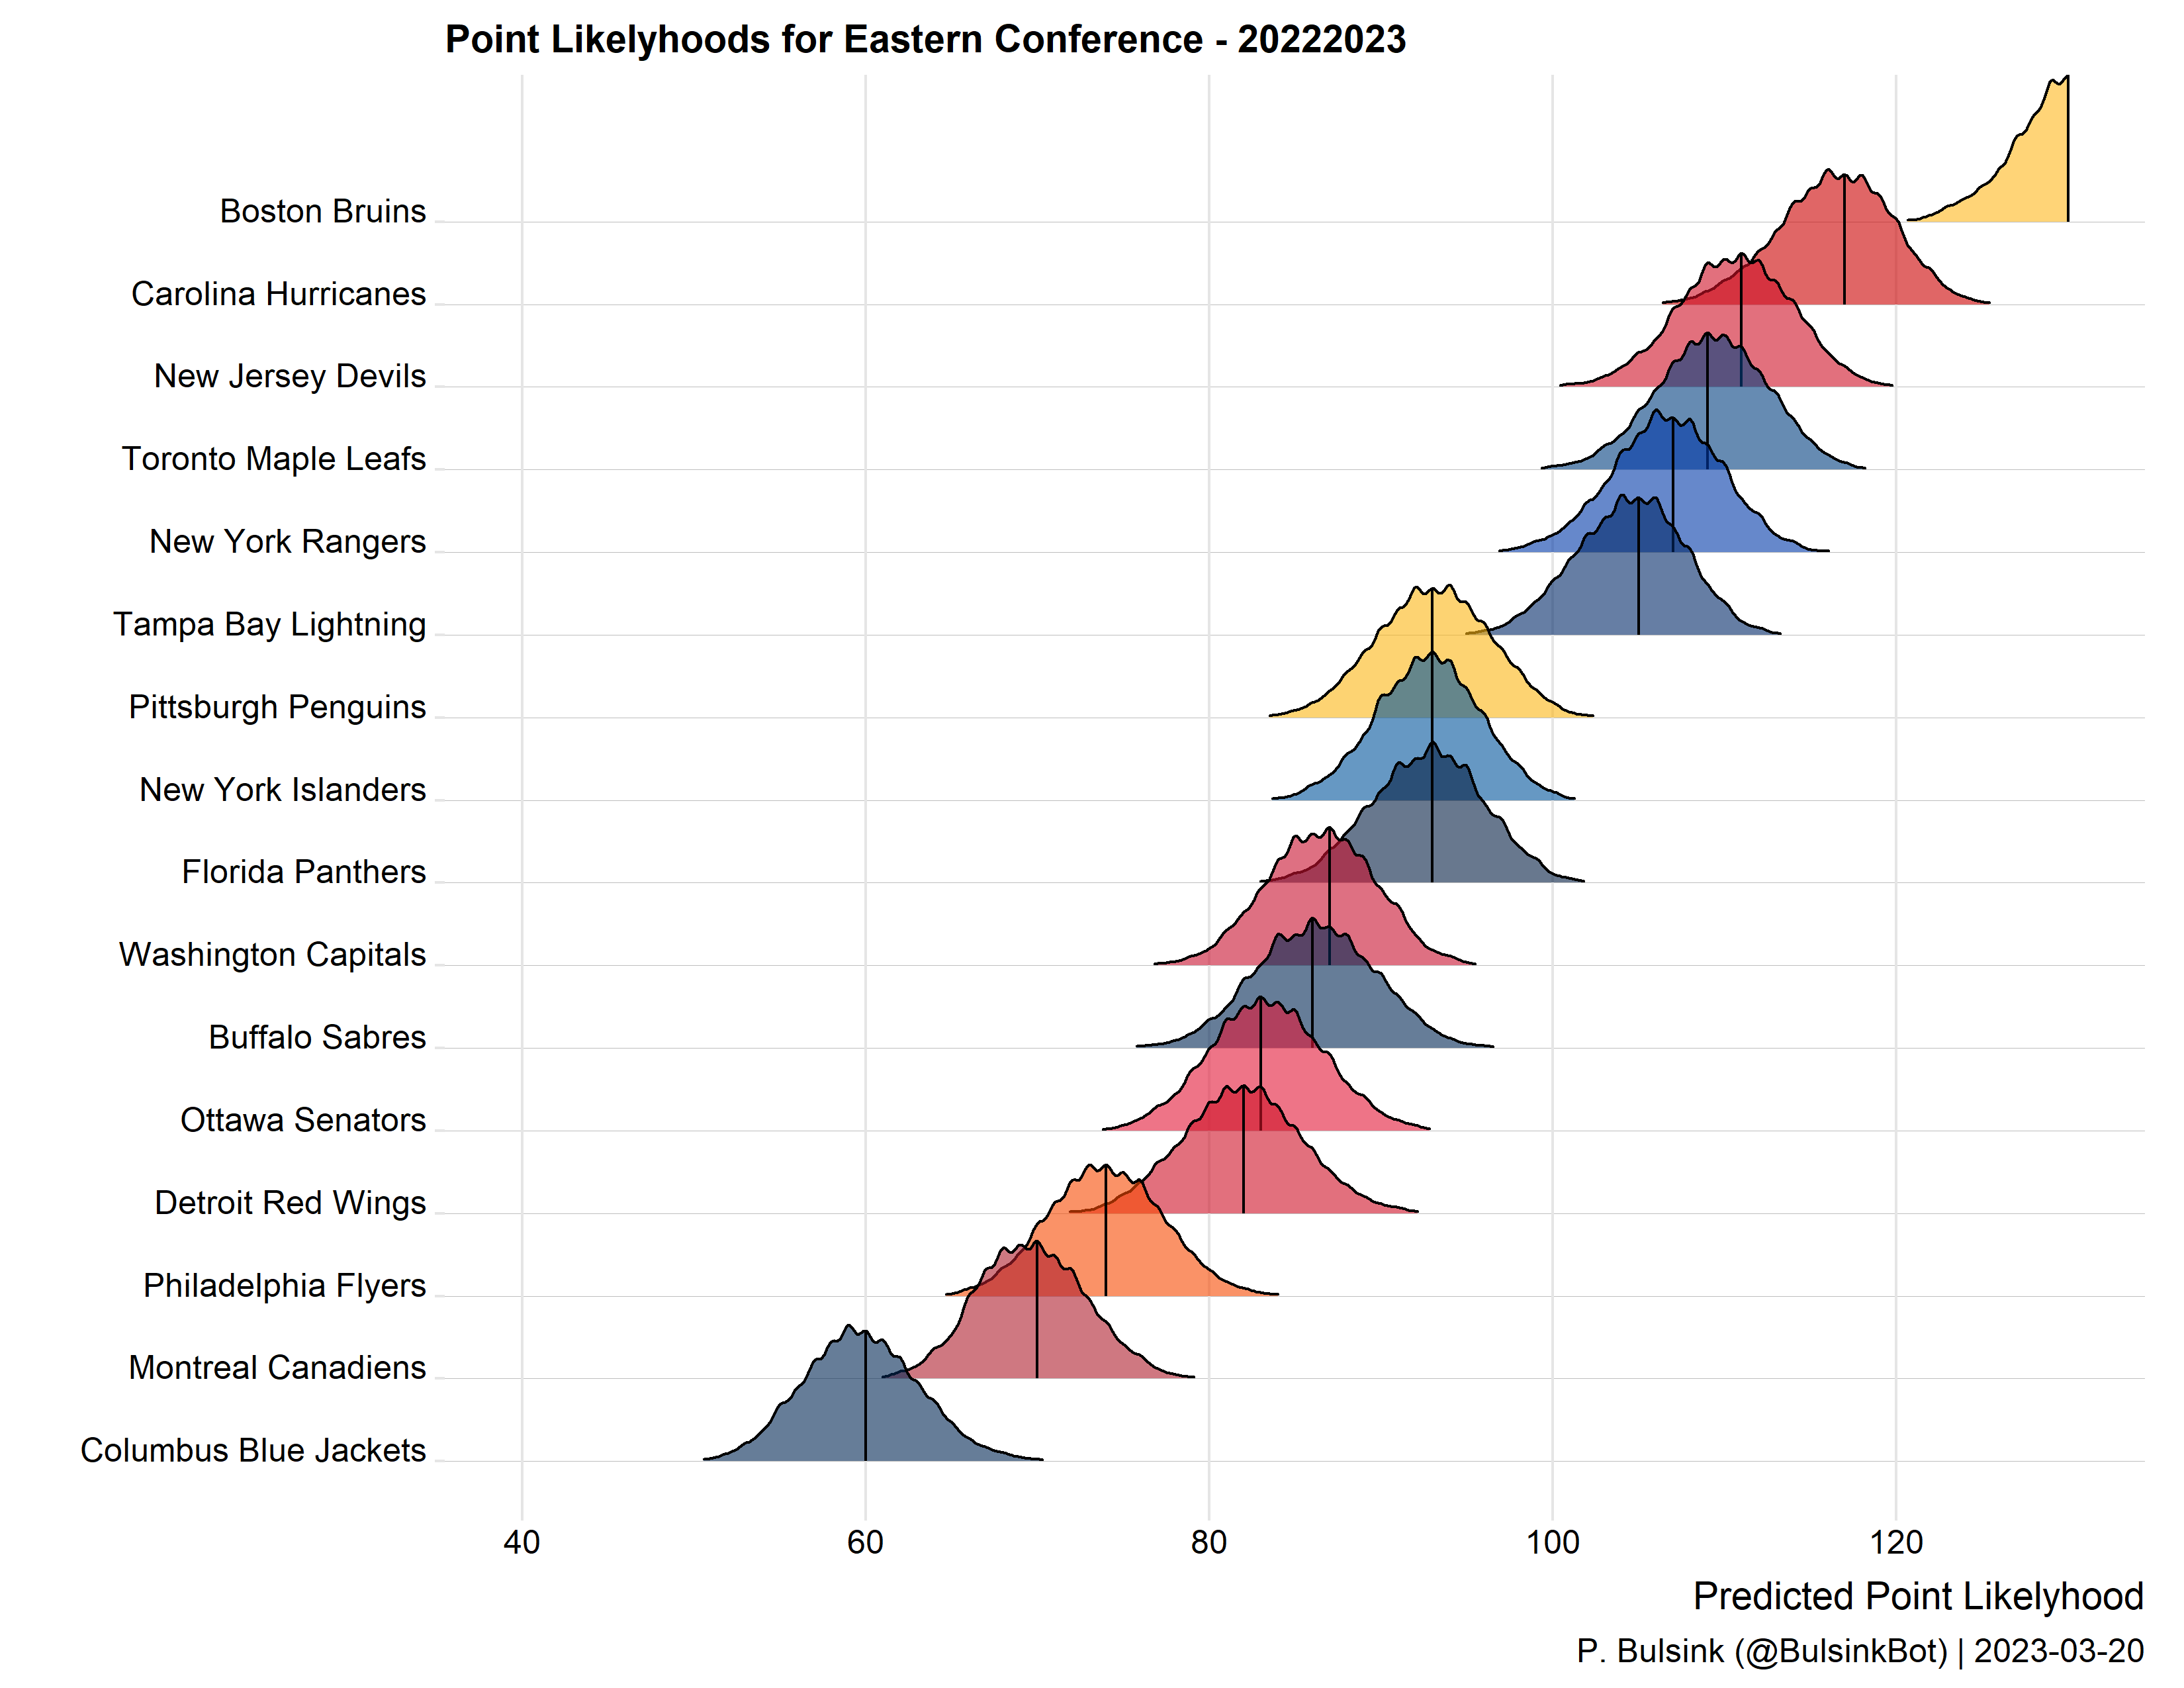 Point Likelyhoods for Eastern Conference - 20222023
Boston Bruins
Carolina Hurricanes
New Jersey Devils
Toronto Maple Leafs
New York Rangers
Tampa Bay Lightning
Pittsburgh Penguins
New York Islanders
Florida Panthers
Washington Capitals
Buffalo Sabres
Ottawa Senators
Detroit Red Wings
Philadelphia Flyers
Montreal Canadiens
Columbus Blue Jackets
40 60 80 100 120
Predicted Point Likelyhood
P. Bulsink (@BulsinkBot) | 2023-03-20